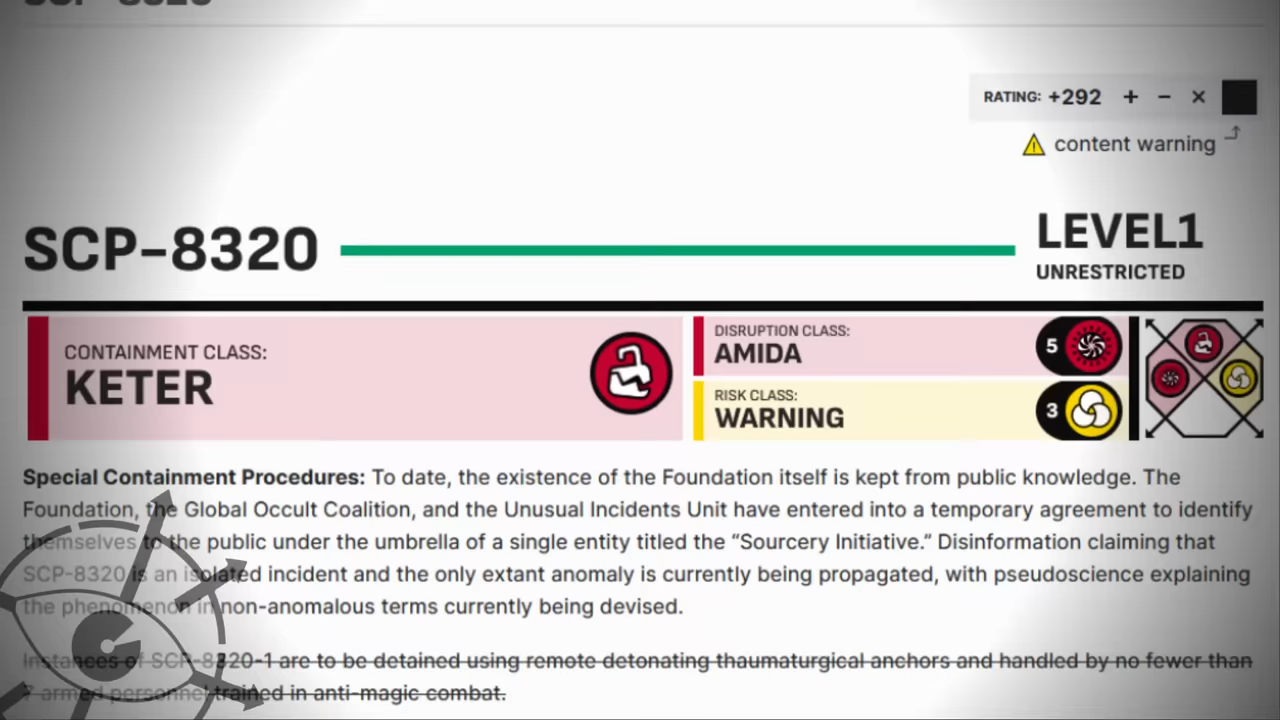 SCP-8320
RATING: +292 + − ×
content warning
SCP-8320
LEVEL1
UNRESTRICTED
CONTAINMENT CLASS:
KETER
DISRUPTION CLASS:
AMIDA
5
RISK CLASS:
WARNING
3
Special Containment Procedures: To date, the existence of the Foundation itself is kept from public knowledge. The
Foundation, the Global Occult Coalition, and the Unusual Incidents Unit have entered into a temporary agreement to identify
themselves to the public under the umbrella of a single entity titled the “Sourcery Initiative.” Disinformation claiming that
SCP-8320 is an isolated incident and the only extant anomaly is currently being propagated, with pseudoscience explaining
the phenomenon in non-anomalous terms currently being devised.
Instances of SCP-8320-1 are to be detained using remote detonating thaumaturgical anchors and handled by no fewer than
7 armed personnel trained in anti-magic combat.